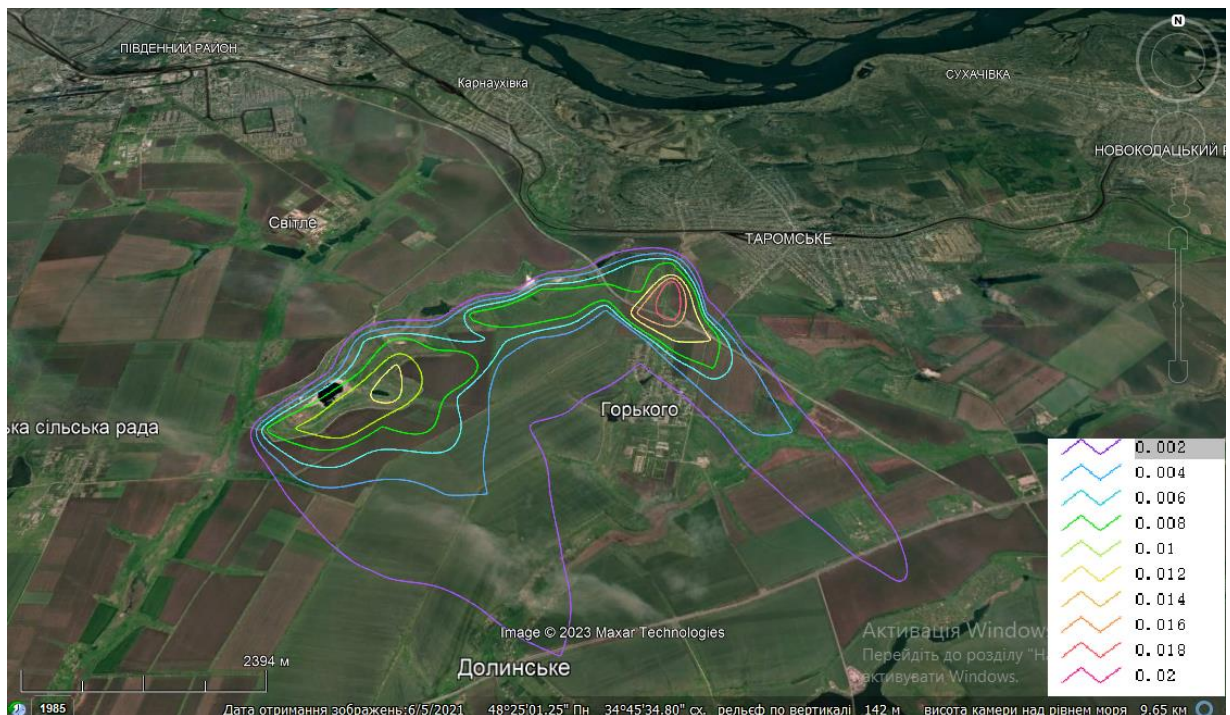 N
ПІВДЕННИЙ РАЙОН
Карнаухівка
СУХАЧІВКА
НОВОКОДАЦЬКИЙ
Світле
ТАРОМСЬКЕ
Горького
ька сільська рада
0.002
0.004
0.006
0.008
0.01
0.012
0.014
0.016
0.018
0.02
Image © 2023 Maxar Technologies
Активація Windows
Перейдіть до розділу "На
активувати Windows.
2394 м
Долинське
1985
Дата отримання зображень:6/5/2021 48°25'01.25" Пн 34°45'34.80" сх. рельєф по вертикалі 142 м висота камери над рівнем моря 9.65 км